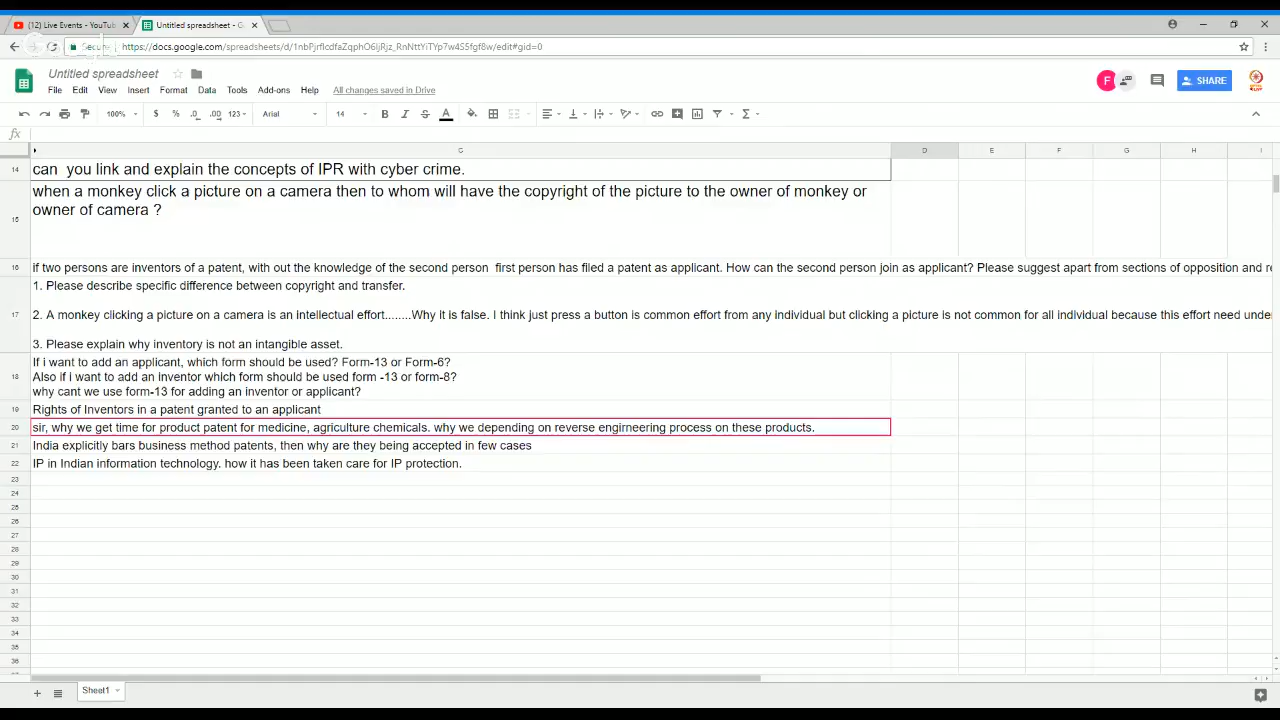 (12) Live Events - YouTub
Untitled spreadsheet - G
Secure
https://docs.google.com/spreadsheets/d/1nbPjrflcdfaZqphO6IjRjz_RnNttYiTYp7w4S5fgf8w/edit#gid=0
Untitled spreadsheet
F
SHARE
File Edit View Insert Format Data Tools Add-ons Help All changes saved in Drive
100% $ % .0 .00 123 Arial 14 B I S A
fx
C D E F G H I
14 can you link and explain the concepts of IPR with cyber crime.
when a monkey click a picture on a camera then to whom will have the copyright of the picture to the owner of monkey or
15 owner of camera ?
16 if two persons are inventors of a patent, with out the knowledge of the second person first person has filed a patent as applicant. How can the second person join as applicant? Please suggest apart from sections of opposition and re
1. Please describe specific difference between copyright and transfer.
17 2. A monkey clicking a picture on a camera is an intellectual effort........Why it is false. I think just press a button is common effort from any individual but clicking a picture is not common for all individual because this effort need unde
3. Please explain why inventory is not an intangible asset.
If i want to add an applicant, which form should be used? Form-13 or Form-6?
18 Also if i want to add an inventor which form should be used form -13 or form-8?
why cant we use form-13 for adding an inventor or applicant?
19 Rights of Inventors in a patent granted to an applicant
20 sir, why we get time for product patent for medicine, agriculture chemicals. why we depending on reverse engirneering process on these products.
21 India explicitly bars business method patents, then why are they being accepted in few cases
22 IP in Indian information technology. how it has been taken care for IP protection.
23
24
25
26
27
28
29
30
31
32
33
34
35
36
Sheet1